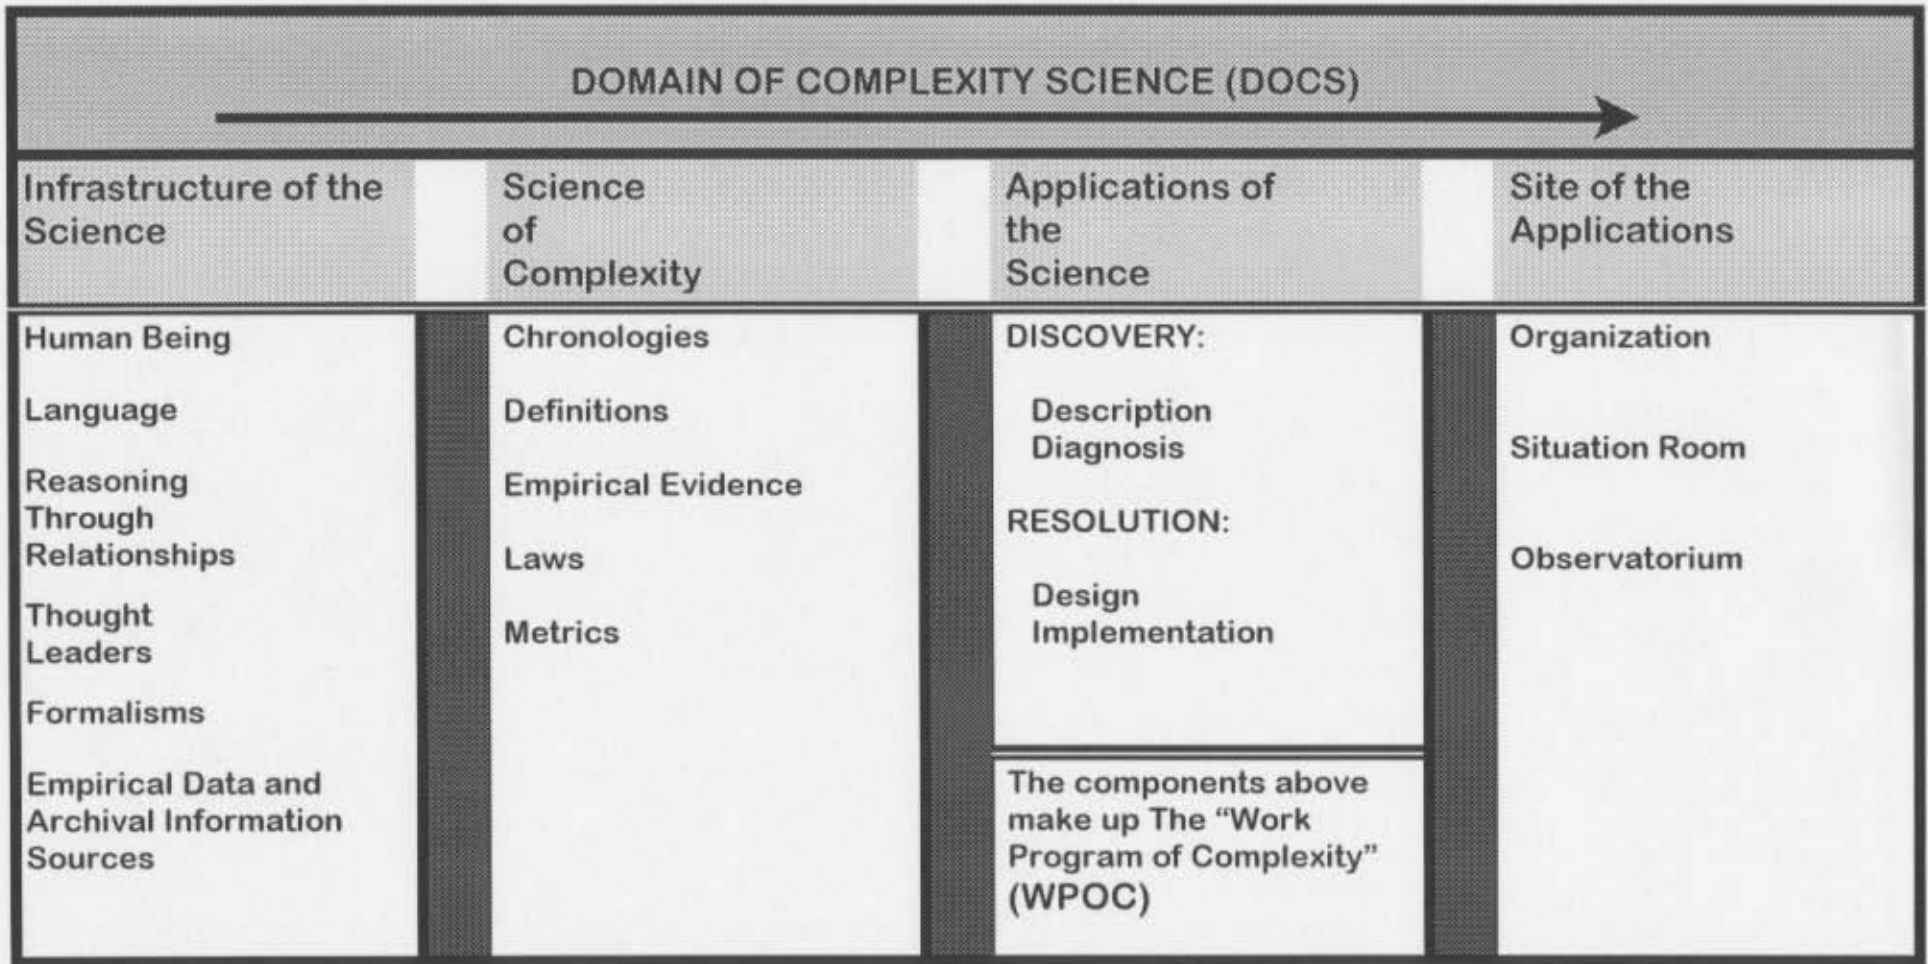 DOMAIN OF COMPLEXITY SCIENCE (DOCS)
Infrastructure of the
Science
Science
of
Complexity
Applications of
the
Science
Site of the
Applications
Human Being
Language
Reasoning
Through
Relationships
Thought
Leaders
Formalisms
Empirical Data and
Archival Information
Sources
Chronologies
Definitions
Empirical Evidence
Laws
Metrics
DISCOVERY:
Description
Diagnosis
RESOLUTION:
Design
Implementation
The components above
make up The “Work
Program of Complexity”
(WPOC)
Organization
Situation Room
Observatorium